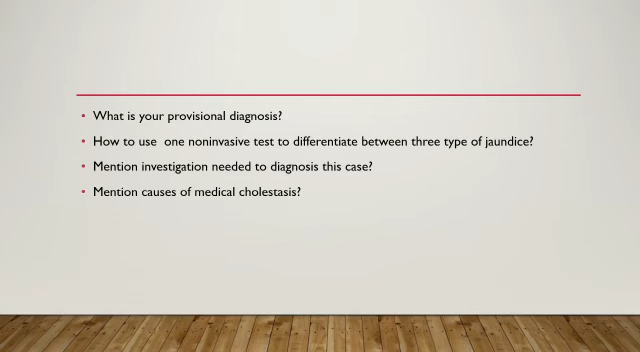 • What is your provisional diagnosis?
• How to use  one noninvasive test to differentiate between three type of jaundice?
• Mention investigation needed to diagnosis this case?
• Mention causes of medical cholestasis?